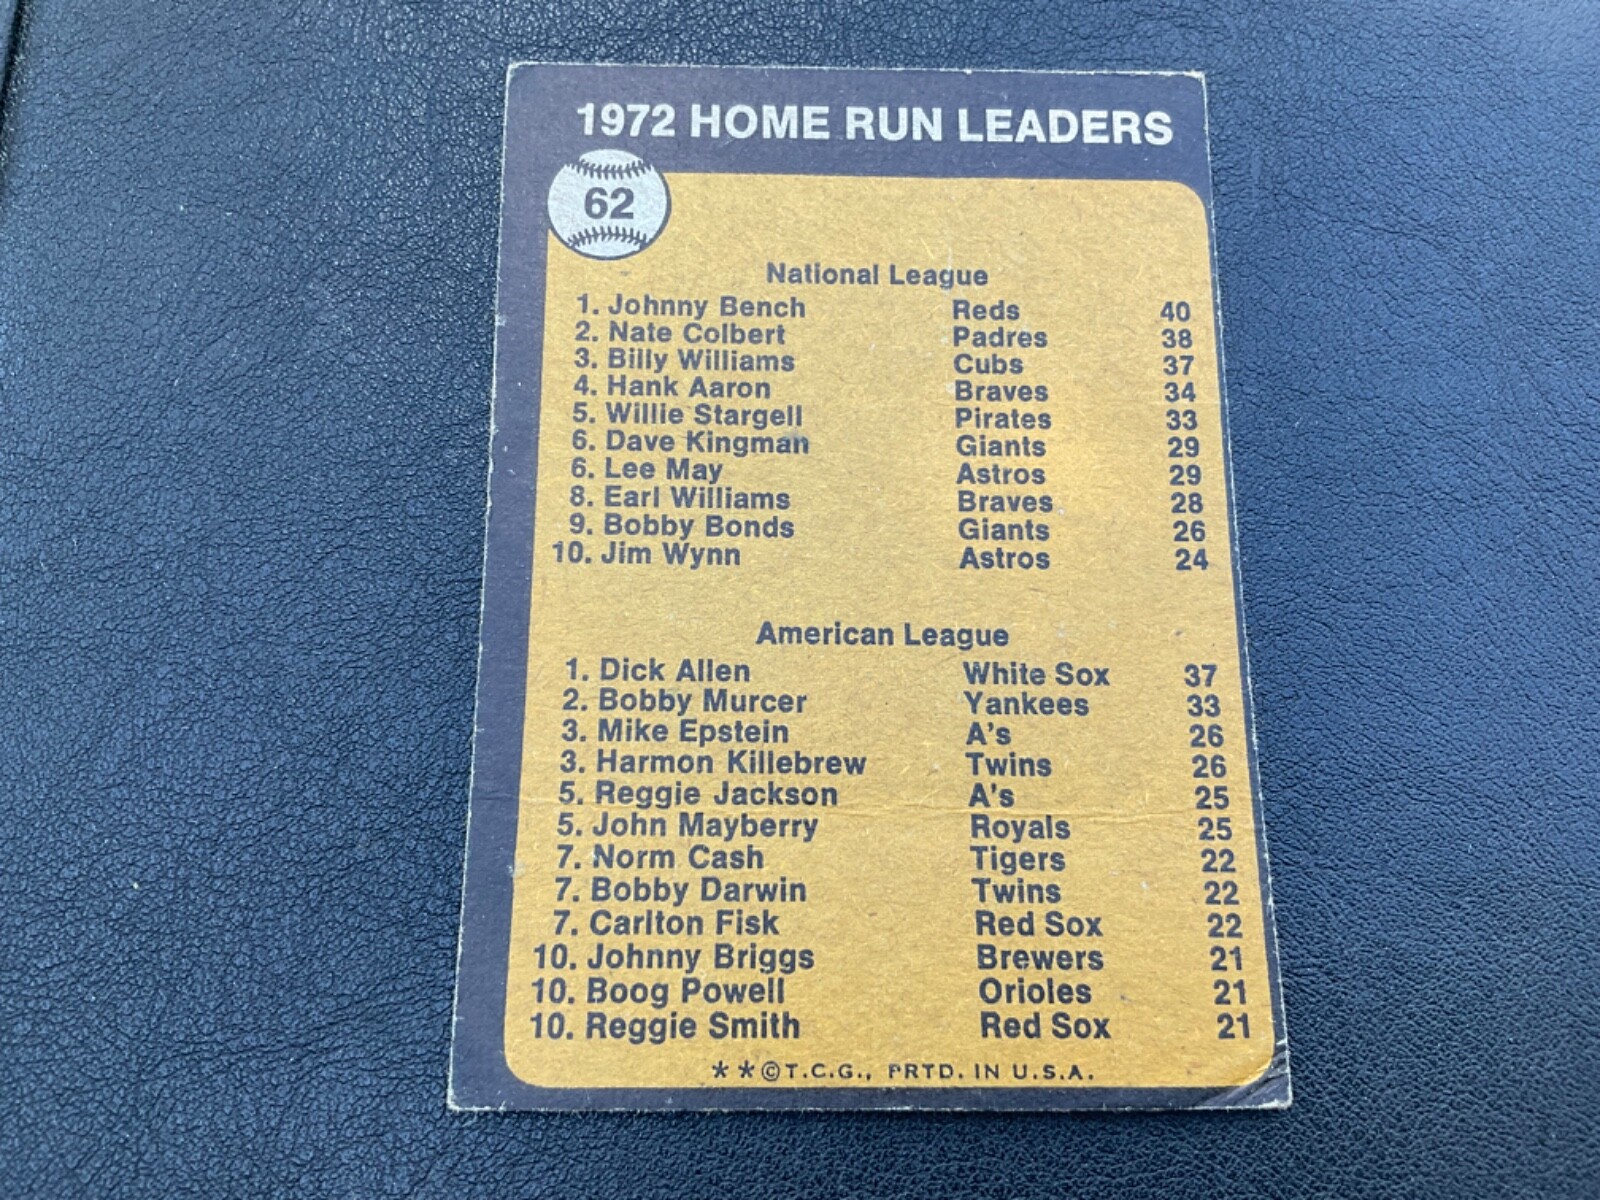 1972 HOME RUN LEADERS
62
National League
1. Johnny Bench Reds 40
2. Nate Colbert Padres 38
3. Billy Williams Cubs 37
4. Hank Aaron Braves 34
5. Willie Stargell Pirates 33
6. Dave Kingman Giants 29
6. Lee May Astros 29
8. Earl Williams Braves 28
9. Bobby Bonds Giants 26
10. Jim Wynn Astros 24
American League
1. Dick Allen White Sox 37
2. Bobby Murcer Yankees 33
3. Mike Epstein A's 26
3. Harmon Killebrew Twins 26
5. Reggie Jackson A's 25
5. John Mayberry Royals 25
7. Norm Cash Tigers 22
7. Bobby Darwin Twins 22
7. Carlton Fisk Red Sox 22
10. Johnny Briggs Brewers 21
10. Boog Powell Orioles 21
10. Reggie Smith Red Sox 21
* * © T.C.G., PRTD. IN U.S.A.